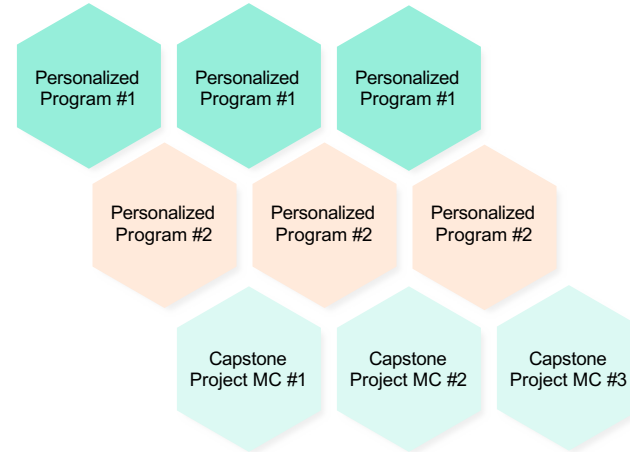 Personalized
Program #1
Personalized
Program #1
Personalized
Program #1
Personalized
Program #2
Personalized
Program #2
Personalized
Program #2
Capstone
Project MC #1
Capstone
Project MC #2
Capstone
Project MC #3